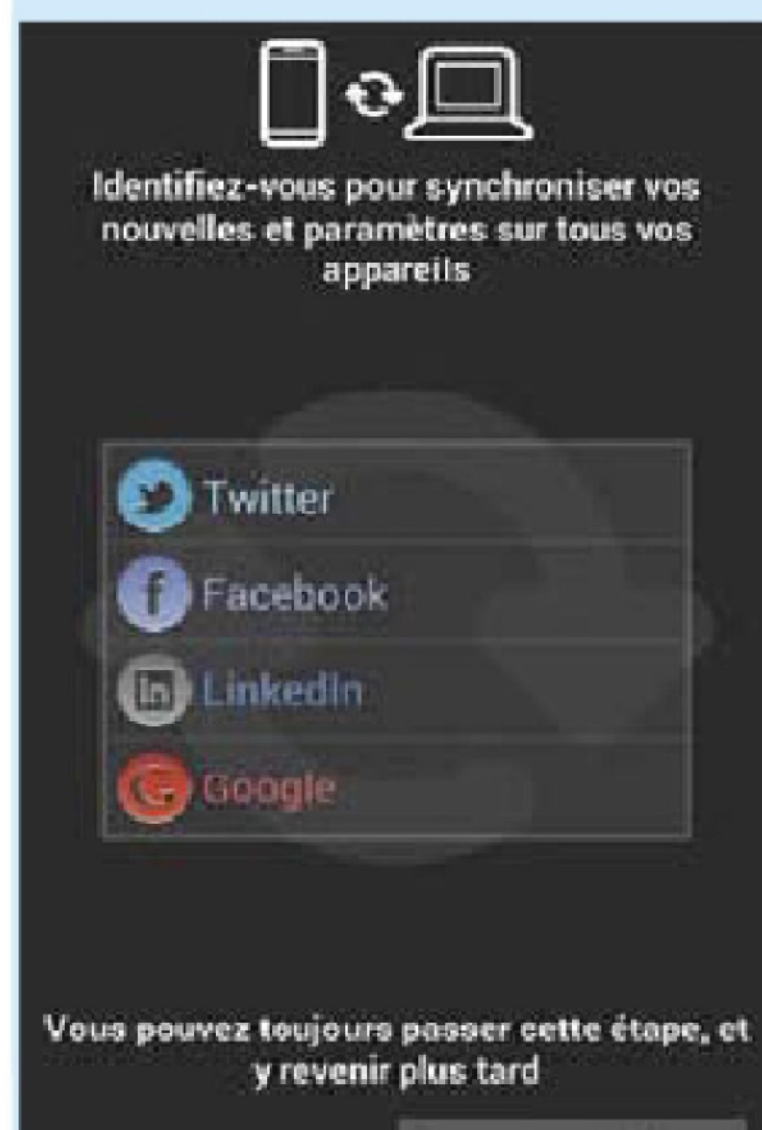 Identifiez-vous pour synchroniser vos
nouvelles et paramètres sur tous vos
appareils
Twitter
Facebook
LinkedIn
Google
Vous pouvez toujours passer cette étape, et
y revenir plus tard